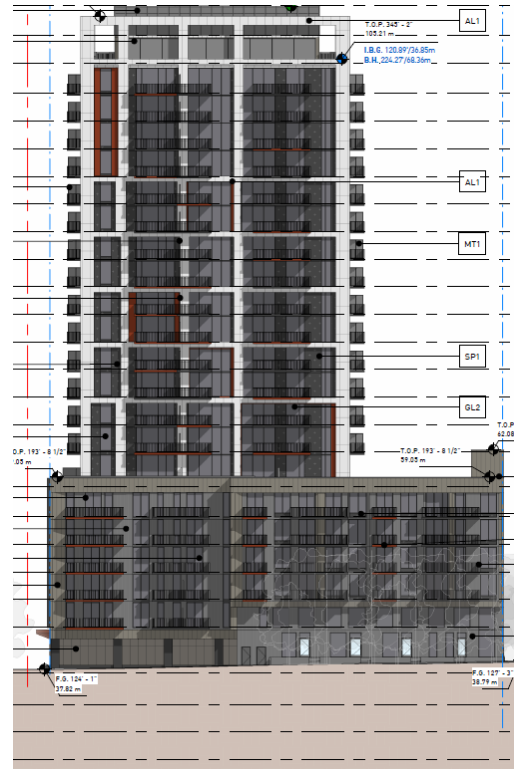 AL1
T.O.P. 345' - 2"
105.21 m
I.B.G. 120.89'/36.85m
B.H.,224.27'/68.36m
AL1
MT1
SP1
GL2
T.O.P.
62.08
O.P. 193' - 8 1/2"
.05 m
T.O.P. 193' - 8 1/2"
59.05 m
F.G. 124' - 1"
37.82 m
F.G. 127' - 3"
38.79 m